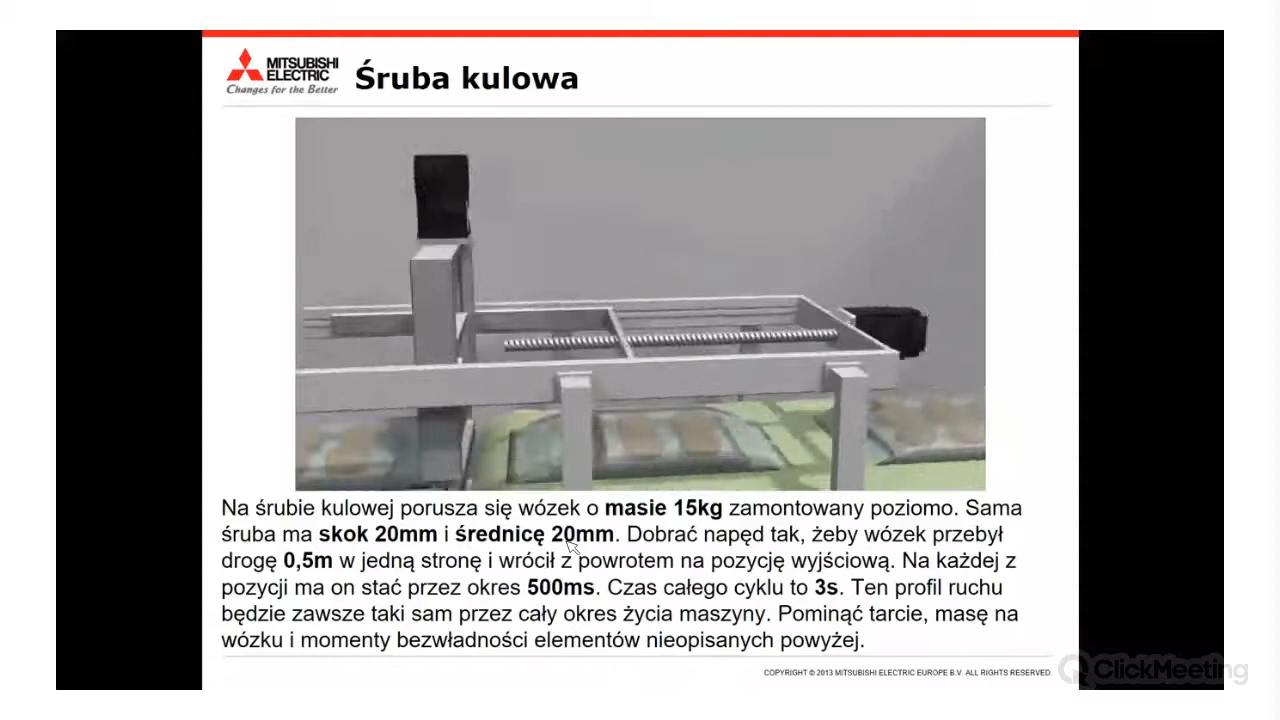 MITSUBISHI
ELECTRIC
Changes for the Better
Śruba kulowa
Na śrubie kulowej porusza się wózek o masie 15kg zamontowany poziomo. Sama
śruba ma skok 20mm i średnicę 20mm. Dobrać napęd tak, żeby wózek przebył
drogę 0,5m w jedną stronę i wrócił z powrotem na pozycję wyjściową. Na każdej z
pozycji ma on stać przez okres 500ms. Czas całego cyklu to 3s. Ten profil ruchu
będzie zawsze taki sam przez cały okres życia maszyny. Pominąć tarcie, masę na
wózku i momenty bezwładności elementów nieopisanych powyżej.
COPYRIGHT © 2013 MITSUBISHI ELECTRIC EUROPE B.V. ALL RIGHTS RESERVED.
ClickMeeting